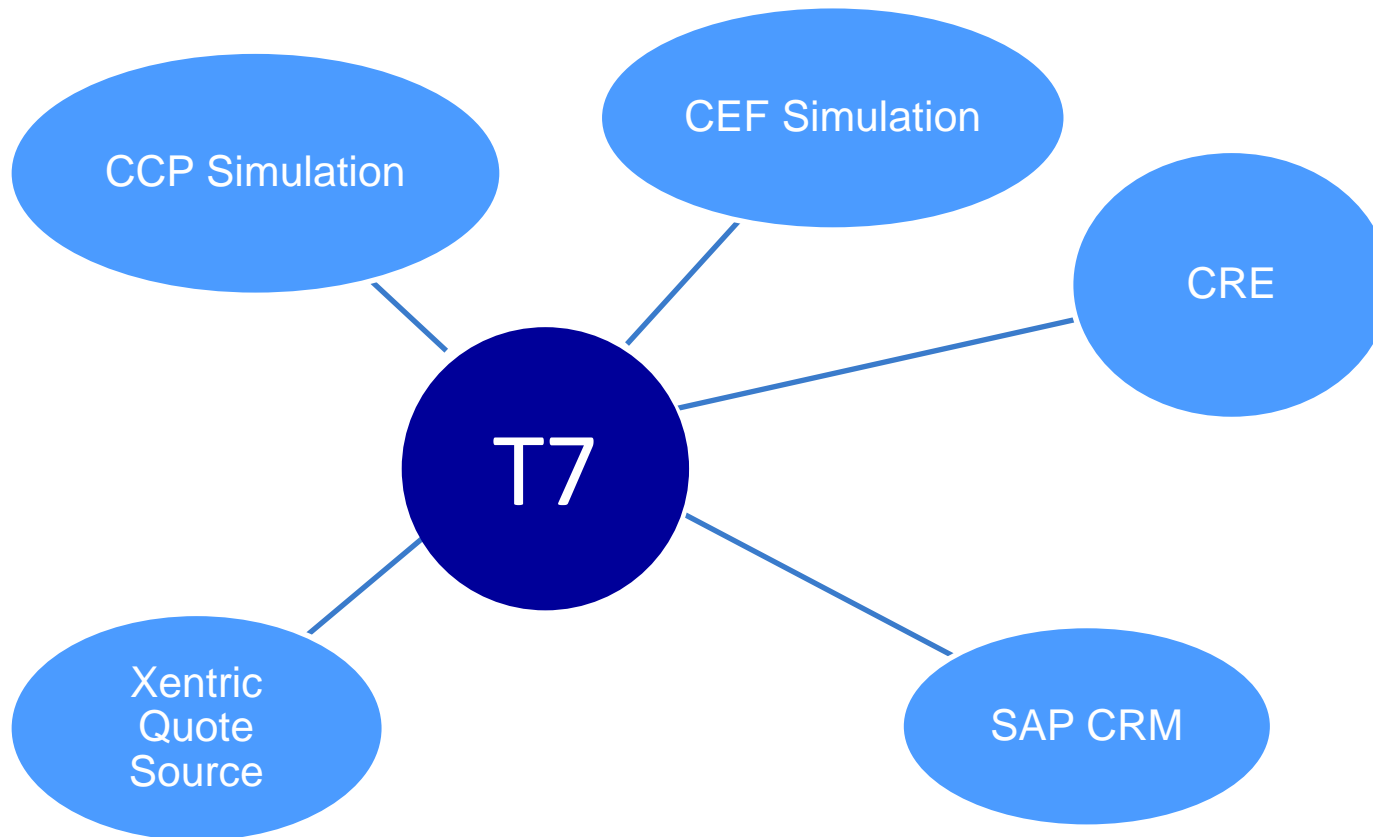 CEF Simulation
CCP Simulation
CRE
T7
Xentric
Quote
Source
SAP CRM